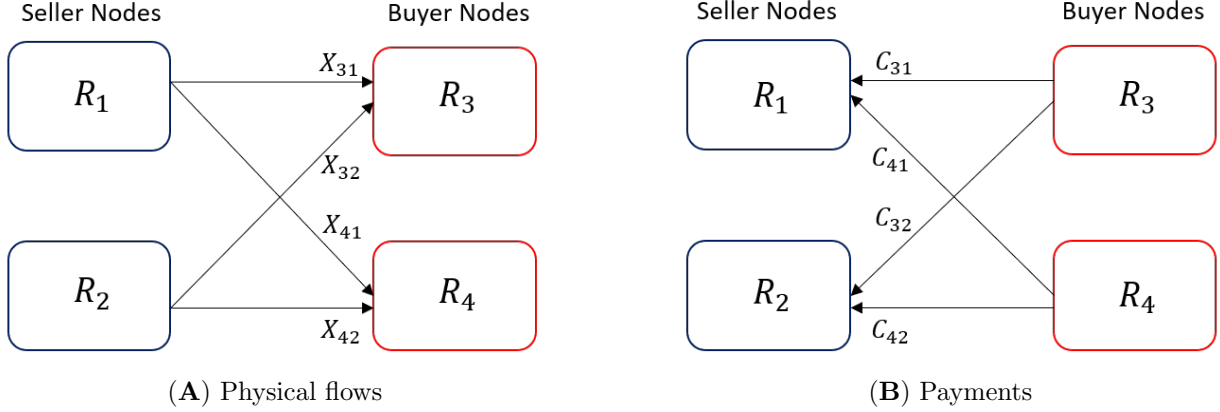 Seller Nodes Buyer Nodes
R₁ X₃₁ R₃
X₃₂
X₄₁
R₂ X₄₂ R₄
(A) Physical flows
Seller Nodes Buyer Nodes
R₁ C₃₁ R₃
C₄₁
C₃₂
R₂ C₄₂ R₄
(B) Payments